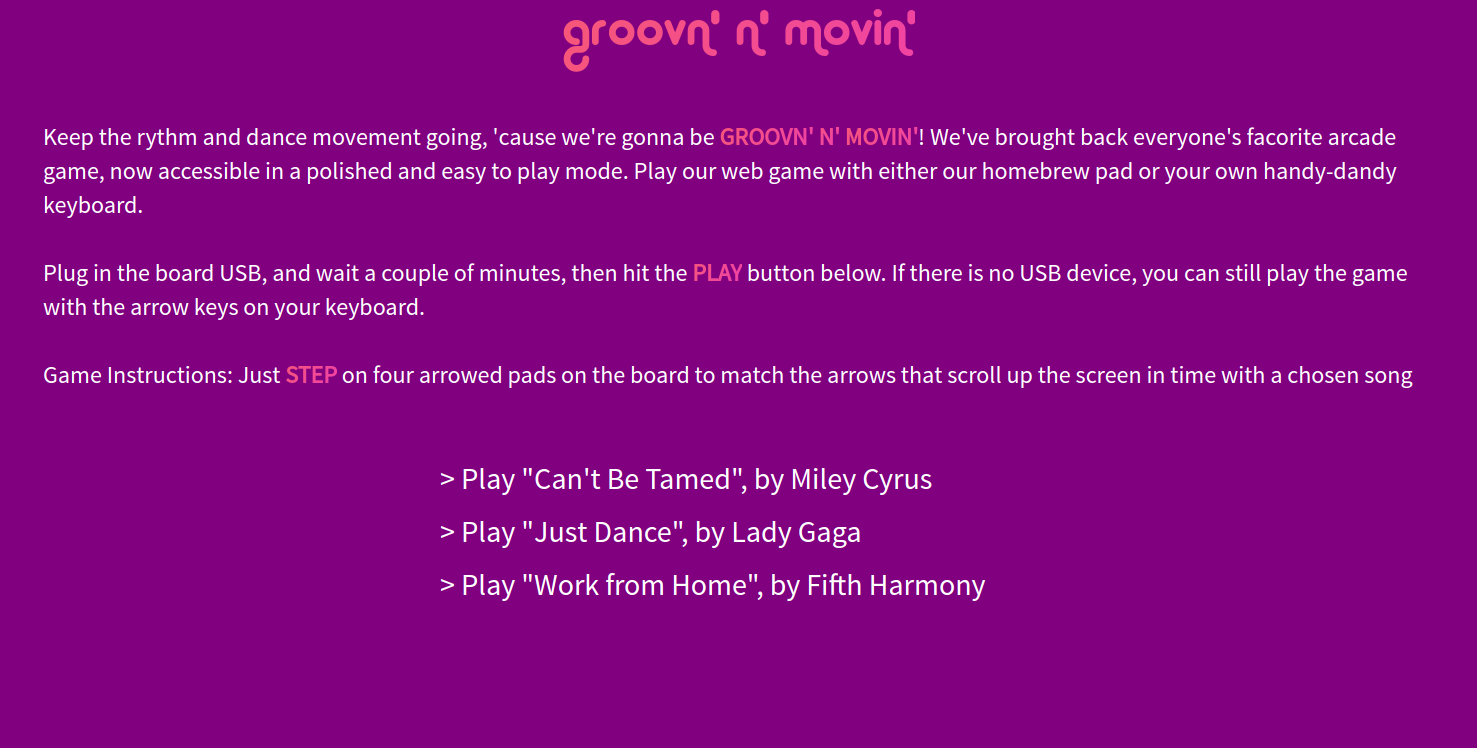 groovn' n' movin'
Keep the rythm and dance movement going, 'cause we're gonna be GROOVN' N' MOVIN'! We've brought back everyone's facorite arcade
game, now accessible in a polished and easy to play mode. Play our web game with either our homebrew pad or your own handy-dandy
keyboard.
Plug in the board USB, and wait a couple of minutes, then hit the PLAY button below. If there is no USB device, you can still play the game
with the arrow keys on your keyboard.
Game Instructions: Just STEP on four arrowed pads on the board to match the arrows that scroll up the screen in time with a chosen song
> Play "Can't Be Tamed", by Miley Cyrus
> Play "Just Dance", by Lady Gaga
> Play "Work from Home", by Fifth Harmony